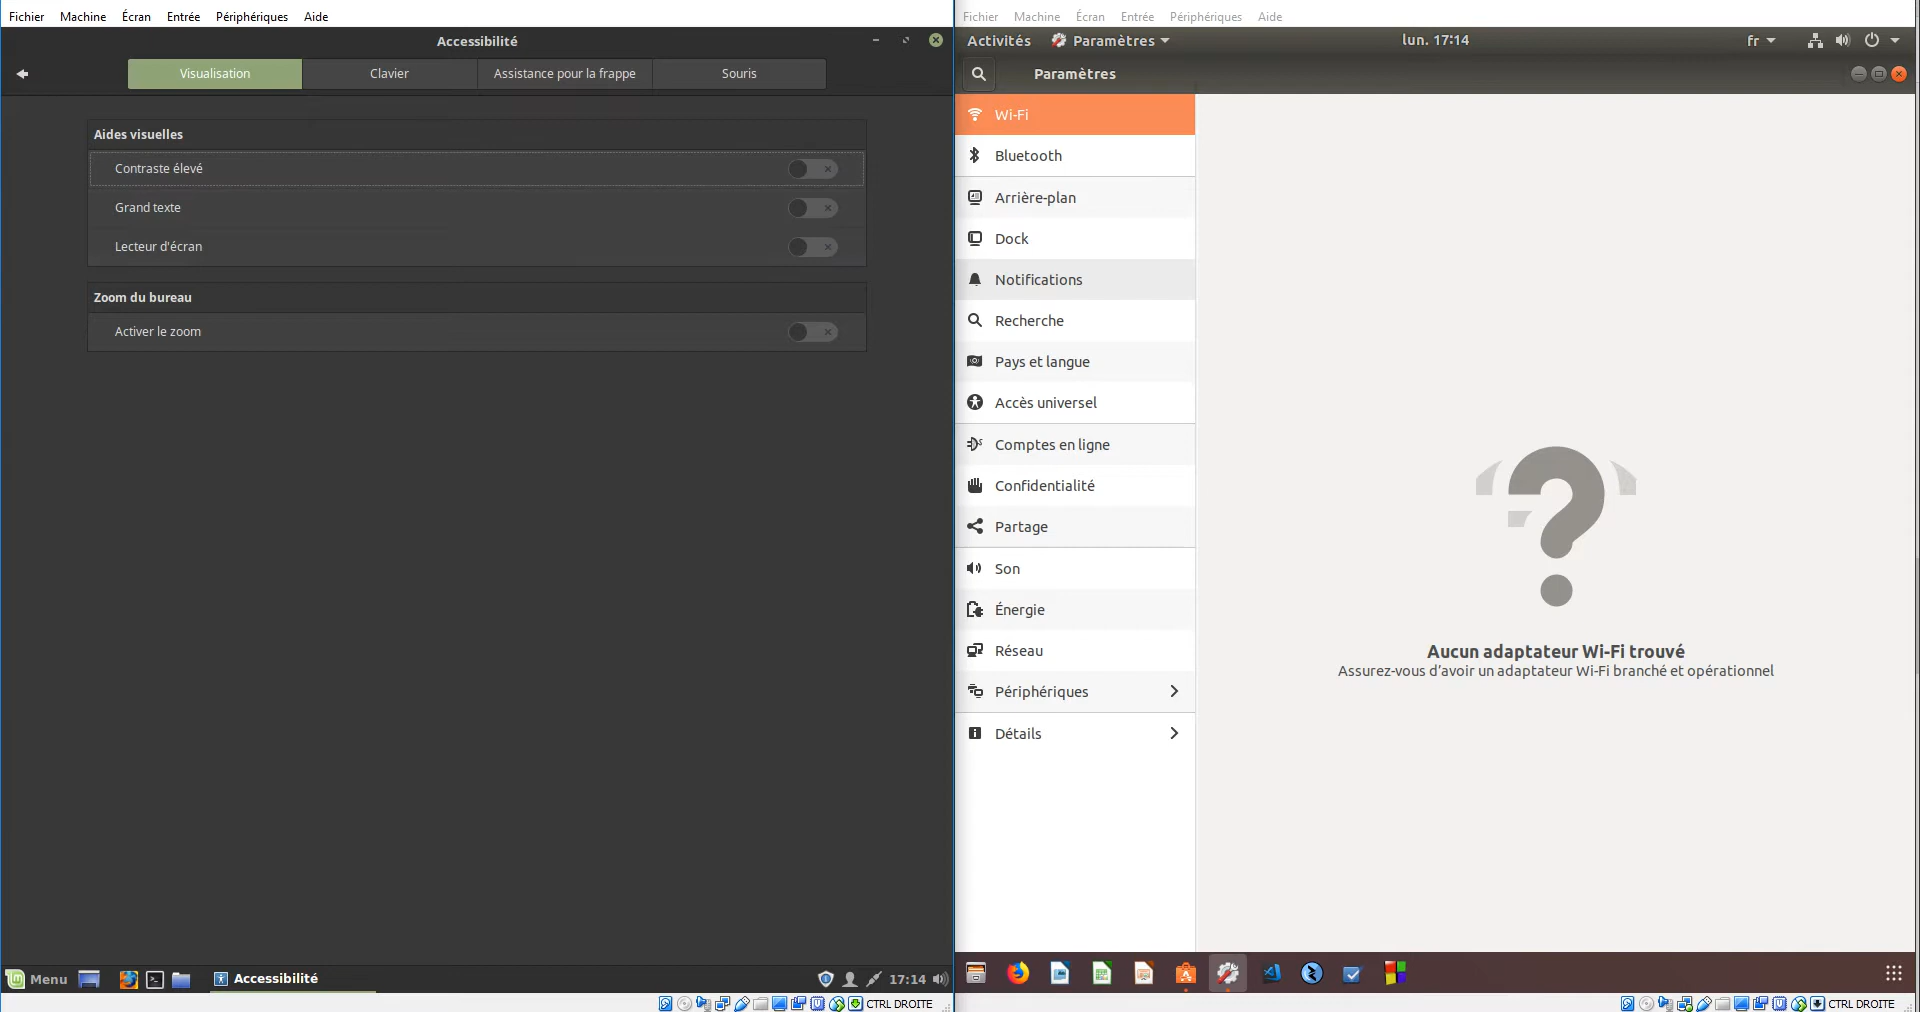 Fichier Machine Écran Entrée Périphériques Aide
Accessibilité
Visualisation Clavier Assistance pour la frappe Souris
Aides visuelles
Contraste élevé
Grand texte
Lecteur d'écran
Zoom du bureau
Activer le zoom
Menu Accessibilité 17:14
CTRL DROITE
Fichier Machine Écran Entrée Périphériques Aide
Activités Paramètres lun. 17:14 fr
Paramètres
Wi-Fi
Bluetooth
Arrière-plan
Dock
Notifications
Recherche
Pays et langue
Accès universel
Comptes en ligne
Confidentialité
Partage
Son
Énergie
Réseau
Périphériques
Détails
Aucun adaptateur Wi-Fi trouvé
Assurez-vous d’avoir un adaptateur Wi-Fi branché et opérationnel
CTRL DROITE